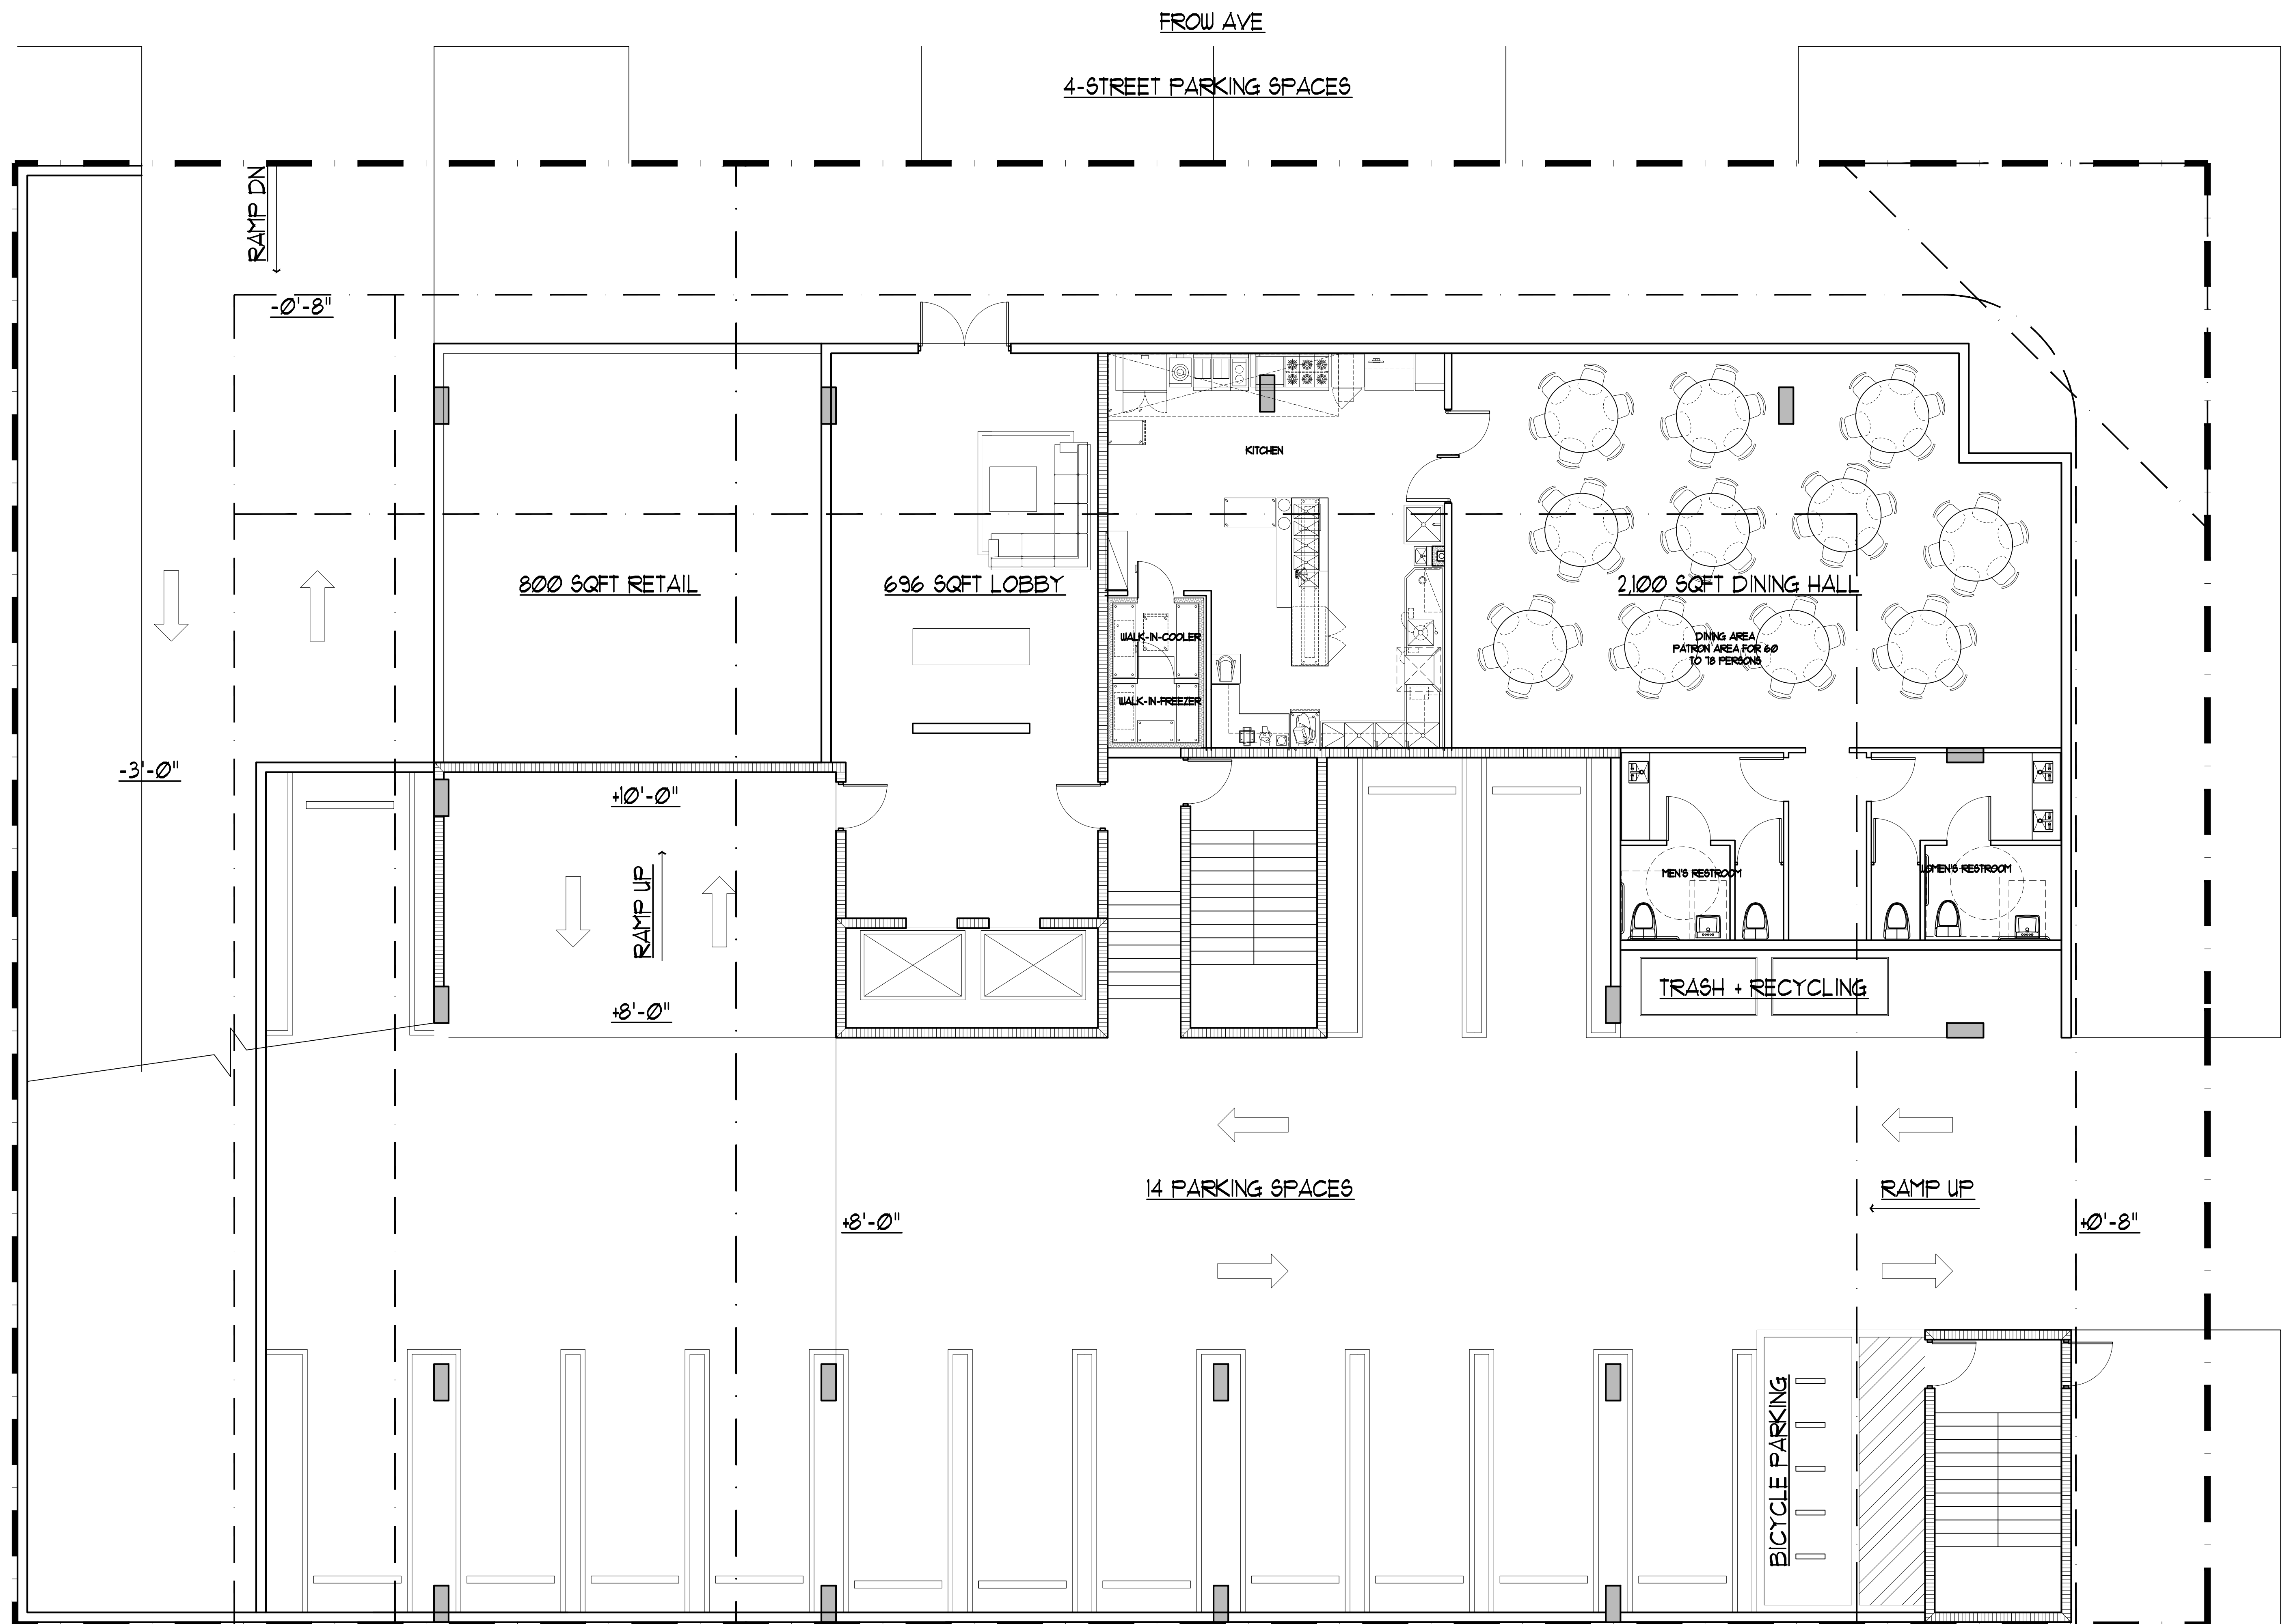 FROW AVE
4-STREET PARKING SPACES
RAMP DN
-0'-8"
KITCHEN
800 SQFT RETAIL
696 SQFT LOBBY
2,100 SQFT DINING HALL
WALK-IN-COOLER
DINING AREA
PATRON AREA FOR 60
TO 78 PERSONS
WALK-IN-FREEZER
-3'-0"
+10'-0"
RAMP UP
MEN'S RESTROOM
WOMEN'S RESTROOM
+8'-0"
TRASH + RECYCLING
14 PARKING SPACES
RAMP UP
+8'-0"
+0'-8"
BICYCLE PARKING